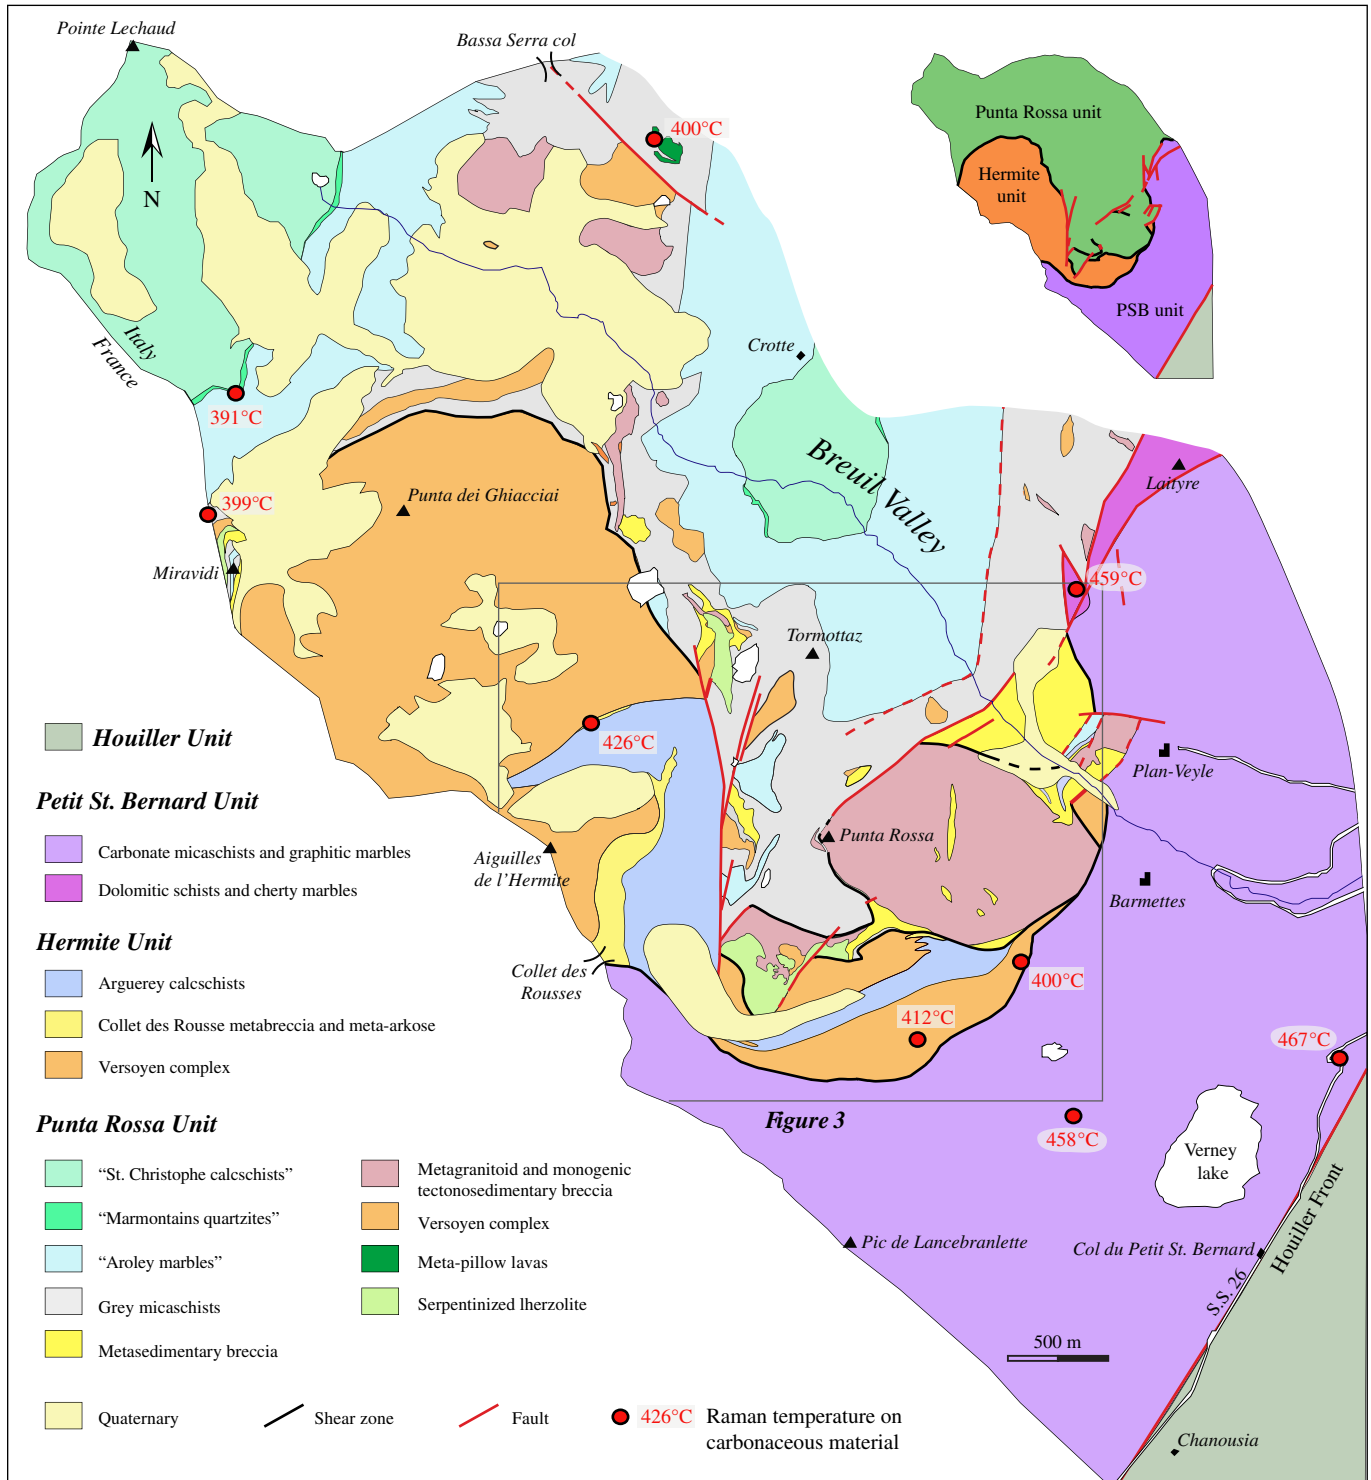 Pointe Lechaud
Bassa Serra col
400°C
N
Punta Rossa unit
Hermite
unit
PSB unit
Italy
France
391°C
Crotte
Breuil Valley
399°C
Punta dei Ghiacciai
Laityre
Miravidi
459°C
Tormottaz
426°C
Plan-Veyle
Punta Rossa
Aiguilles
de l'Hermite
Barmettes
Collet des
Rousses
400°C
412°C
467°C
Figure 3
458°C
Verney
lake
Pic de Lancebranlette
Col du Petit St. Bernard
Houiller Front
S.S. 26
500 m
Chanousia
Houiller Unit
Petit St. Bernard Unit
Carbonate micaschists and graphitic marbles
Dolomitic schists and cherty marbles
Hermite Unit
Arguerey calcschists
Collet des Rousse metabreccia and meta-arkose
Versoyen complex
Punta Rossa Unit
“St. Christophe calcschists”
“Marmontains quartzites”
“Aroley marbles”
Grey micaschists
Metasedimentary breccia
Metagranitoid and monogenic
tectonosedimentary breccia
Versoyen complex
Meta-pillow lavas
Serpentinized lherzolite
Quaternary
Shear zone
Fault
426°C
Raman temperature on
carbonaceous material